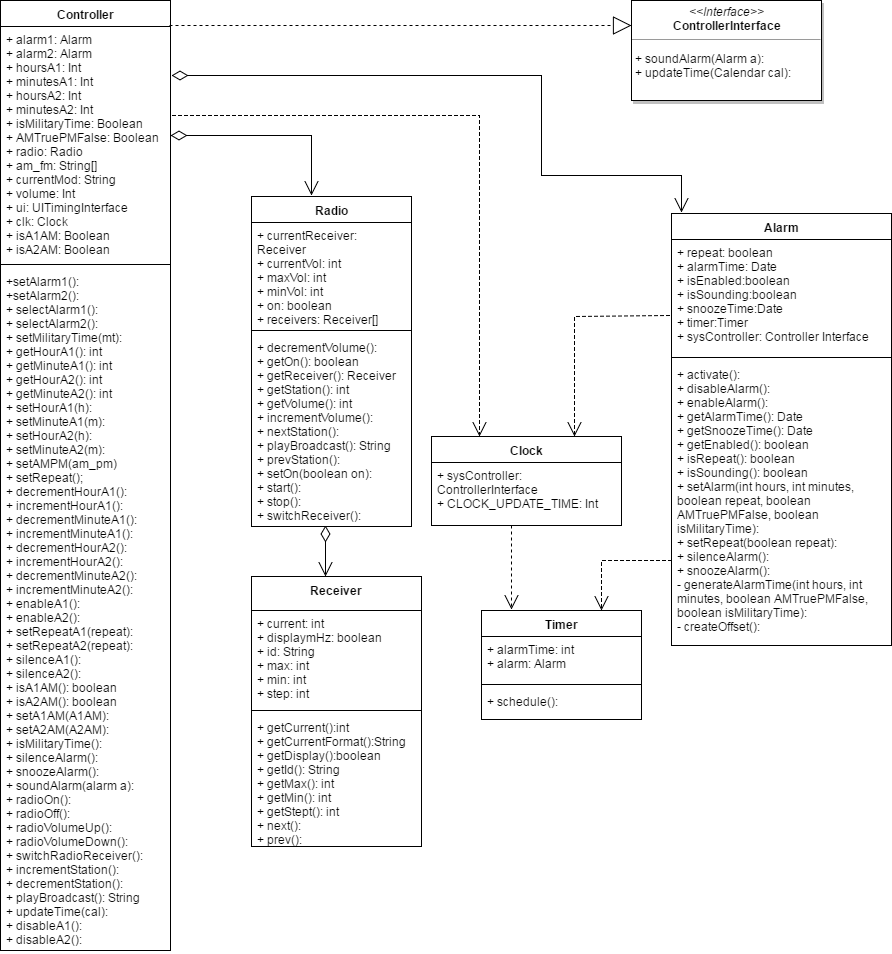 Controller
+ alarm1: Alarm
+ alarm2: Alarm
+ hoursA1: Int
+ minutesA1: Int
+ hoursA2: Int
+ minutesA2: Int
+ isMilitaryTime: Boolean
+ AMTruePMFalse: Boolean
+ radio: Radio
+ am_fm: String[]
+ currentMod: String
+ volume: Int
+ ui: UITimingInterface
+ clk: Clock
+ isA1AM: Boolean
+ isA2AM: Boolean
+setAlarm1():
+setAlarm2():
+ selectAlarm1():
+ selectAlarm2():
+ setMilitaryTime(mt):
+ getHourA1(): int
+ getMinuteA1(): int
+ getHourA2(): int
+ getMinuteA2(): int
+ setHourA1(h):
+ setMinuteA1(m):
+ setHourA2(h):
+ setMinuteA2(m):
+ setAMPM(am_pm)
+ setRepeat();
+ decrementHourA1():
+ incrementHourA1():
+ decrementMinuteA1():
+ incrementMinuteA1():
+ decrementHourA2():
+ incrementHourA2():
+ decrementMinuteA2():
+ incrementMinuteA2():
+ enableA1():
+ enableA2():
+ setRepeatA1(repeat):
+ setRepeatA2(repeat):
+ silenceA1():
+ silenceA2():
+ isA1AM(): boolean
+ isA2AM(): boolean
+ setA1AM(A1AM):
+ setA2AM(A2AM):
+ isMilitaryTime():
+ silenceAlarm():
+ snoozeAlarm():
+ soundAlarm(alarm a):
+ radioOn():
+ radioOff():
+ radioVolumeUp():
+ radioVolumeDown():
+ switchRadioReceiver():
+ incrementStation():
+ decrementStation():
+ playBroadcast(): String
+ updateTime(cal):
+ disableA1():
+ disableA2():
<<Interface>>
ControllerInterface
+ soundAlarm(Alarm a):
+ updateTime(Calendar cal):
Radio
+ currentReceiver:
Receiver
+ currentVol: int
+ maxVol: int
+ minVol: int
+ on: boolean
+ receivers: Receiver[]
+ decrementVolume():
+ getOn(): boolean
+ getReceiver(): Receiver
+ getStation(): int
+ getVolume(): int
+ incrementVolume():
+ nextStation():
+ playBroadcast(): String
+ prevStation():
+ setOn(boolean on):
+ start():
+ stop():
+ switchReceiver():
Alarm
+ repeat: boolean
+ alarmTime: Date
+ isEnabled:boolean
+ isSounding:boolean
+ snoozeTime:Date
+ timer:Timer
+ sysController: Controller Interface
+ activate():
+ disableAlarm():
+ enableAlarm():
+ getAlarmTime(): Date
+ getSnoozeTime(): Date
+ getEnabled(): boolean
+ isRepeat(): boolean
+ isSounding(): boolean
+ setAlarm(int hours, int minutes,
boolean repeat, boolean
AMTruePMFalse, boolean
isMilitaryTime):
+ setRepeat(boolean repeat):
+ silenceAlarm():
+ snoozeAlarm():
- generateAlarmTime(int hours, int
minutes, boolean AMTruePMFalse,
boolean isMilitaryTime):
- createOffset():
Clock
+ sysController:
ControllerInterface
+ CLOCK_UPDATE_TIME: Int
Receiver
+ current: int
+ displaymHz: boolean
+ id: String
+ max: int
+ min: int
+ step: int
+ getCurrent():int
+ getCurrentFormat():String
+ getDisplay():boolean
+ getId(): String
+ getMax(): int
+ getMin(): int
+ getStept(): int
+ next():
+ prev():
Timer
+ alarmTime: int
+ alarm: Alarm
+ schedule():